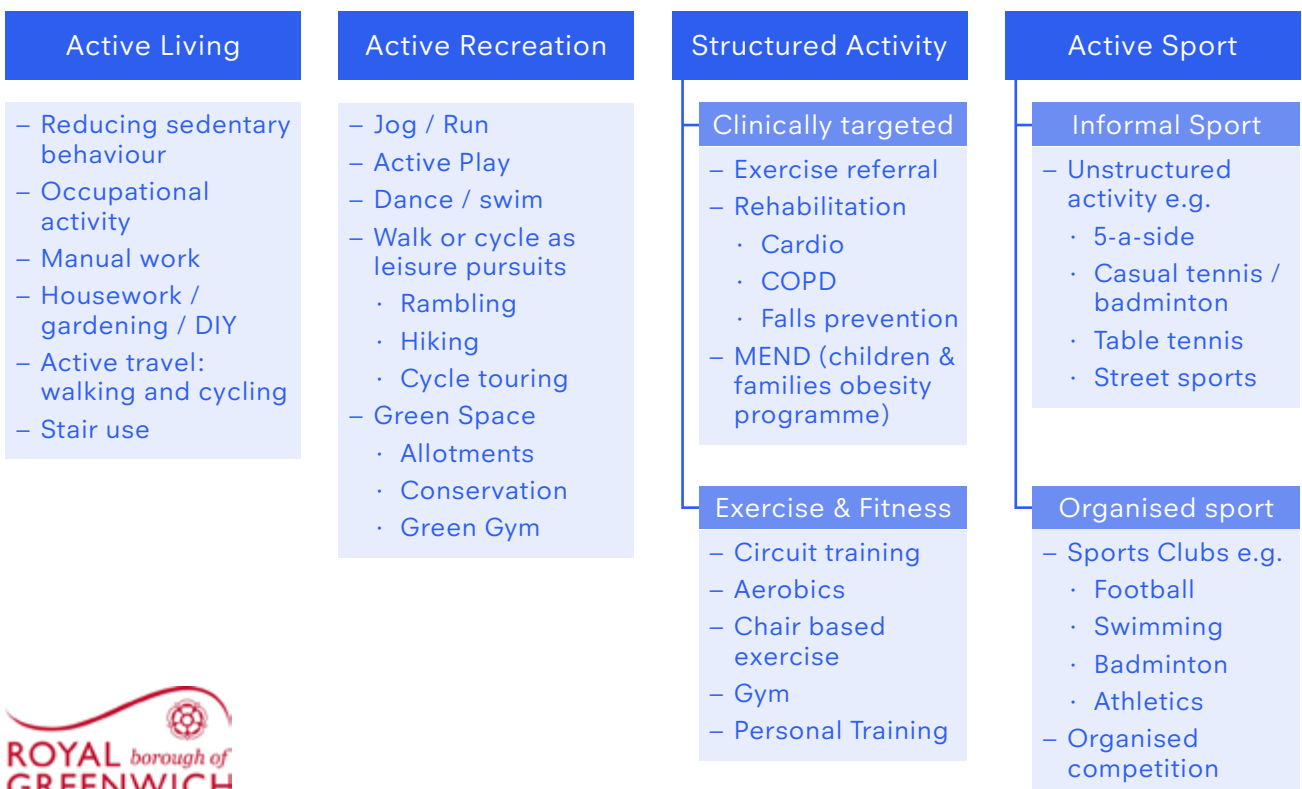 Active Living
– Reducing sedentary
behaviour
– Occupational
activity
– Manual work
– Housework /
gardening / DIY
– Active travel:
walking and cycling
– Stair use
Active Recreation
– Jog / Run
– Active Play
– Dance / swim
– Walk or cycle as
leisure pursuits
· Rambling
· Hiking
· Cycle touring
– Green Space
· Allotments
· Conservation
· Green Gym
Structured Activity
Clinically targeted
– Exercise referral
– Rehabilitation
· Cardio
· COPD
· Falls prevention
– MEND (children &
families obesity
programme)
Exercise & Fitness
– Circuit training
– Aerobics
– Chair based
exercise
– Gym
– Personal Training
Active Sport
Informal Sport
– Unstructured
activity e.g.
· 5-a-side
· Casual tennis /
badminton
· Table tennis
· Street sports
Organised sport
– Sports Clubs e.g.
· Football
· Swimming
· Badminton
· Athletics
– Organised
competition
ROYAL borough of
GREENWICH